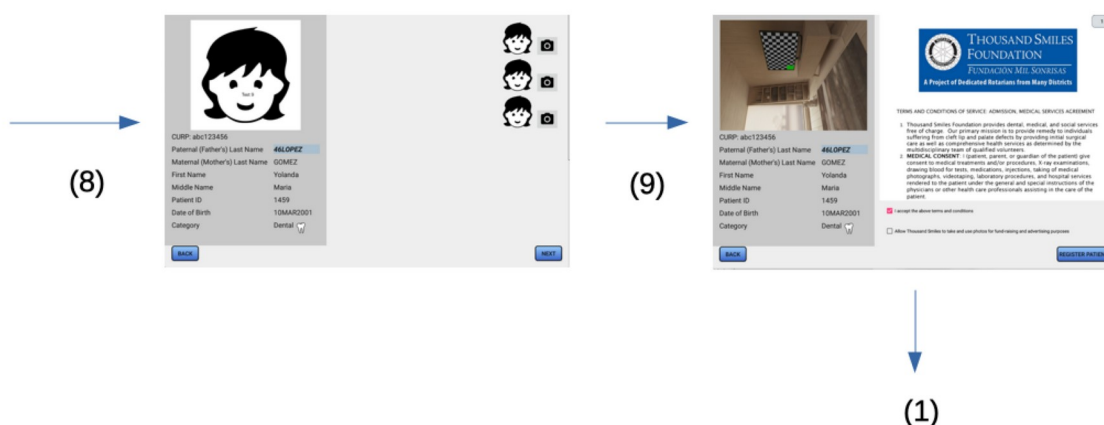 (8)
Test 9
CURP: abc123456
Paternal (Father's) Last Name 46LOPEZ
Maternal (Mother's) Last Name GOMEZ
First Name Yolanda
Middle Name Maria
Patient ID 1459
Date of Birth 10MAR2001
Category Dental
BACK
NEXT
(9)
CURP: abc123456
Paternal (Father's) Last Name 46LOPEZ
Maternal (Mother's) Last Name GOMEZ
First Name Yolanda
Middle Name Maria
Patient ID 1459
Date of Birth 10MAR2001
Category Dental
BACK
THOUSAND SMILES
FOUNDATION
FUNDACIÓN MIL SONRISAS
A Project of Dedicated Rotarians from Many Districts
TERMS AND CONDITIONS OF SERVICE: ADMISSION, MEDICAL SERVICES AGREEMENT
1. Thousand Smiles Foundation provides dental, medical, and social services
free of charge. Our primary mission is to provide remedy to individuals
suffering from cleft lip and palate defects by providing initial surgical
care as well as comprehensive health services as determined by the
multidisciplinary team of qualified volunteers.
2. MEDICAL CONSENT: I (patient, parent, or guardian of the patient) give
consent to medical treatments and/or procedures, X-ray examinations,
drawing blood for tests, medications, injections, taking of medical
photographs, videotaping, laboratory procedures, and hospital services
rendered to the patient under the general and special instructions of the
physicians or other health care professionals assisting in the care of the
patient.
I accept the above terms and conditions
Allow Thousand Smiles to take and use photos for fund-raising and advertising purposes
REGISTER PATIEN
(1)